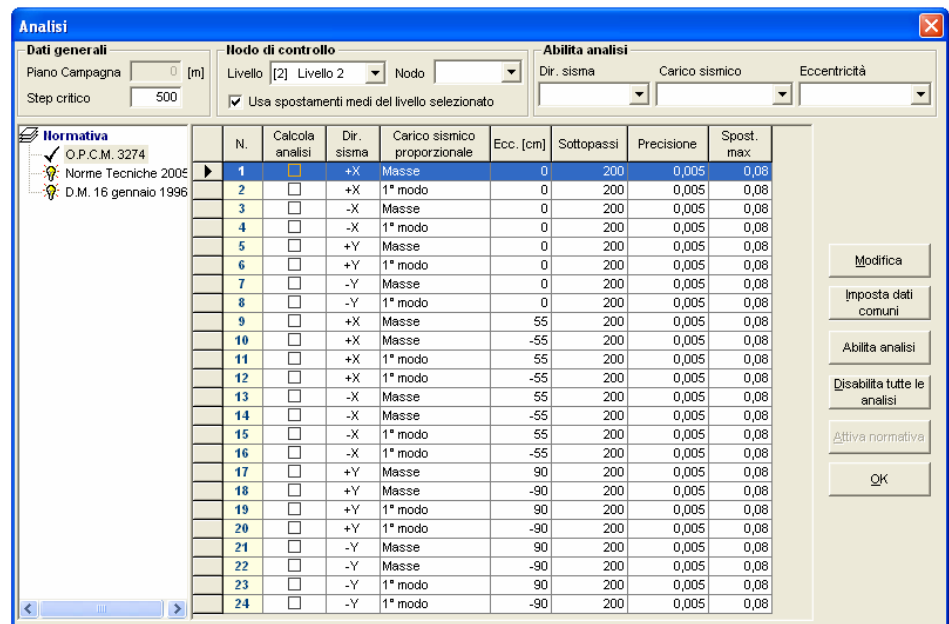 Analisi
Dati generali
Piano Campagna 0 [m]
Step critico 500
Nodo di controllo
Livello [2] Livello 2 Nodo
Usa spostamenti medi del livello selezionato
Abilita analisi
Dir. sisma Carico sismico Eccentricità
Normativa
O.P.C.M. 3274
Norme Tecniche 2005
D.M. 16 gennaio 1996
N. Calcola analisi Dir. sisma Carico sismico proporzionale Ecc. [cm] Sottopassi Precisione Spost. max
1 +X Masse 0 200 0,005 0,08
2 +X 1° modo 0 200 0,005 0,08
3 -X Masse 0 200 0,005 0,08
4 -X 1° modo 0 200 0,005 0,08
5 +Y Masse 0 200 0,005 0,08
6 +Y 1° modo 0 200 0,005 0,08
7 -Y Masse 0 200 0,005 0,08
8 -Y 1° modo 0 200 0,005 0,08
9 +X Masse 55 200 0,005 0,08
10 +X Masse -55 200 0,005 0,08
11 +X 1° modo 55 200 0,005 0,08
12 +X 1° modo -55 200 0,005 0,08
13 -X Masse 55 200 0,005 0,08
14 -X Masse -55 200 0,005 0,08
15 -X 1° modo 55 200 0,005 0,08
16 -X 1° modo -55 200 0,005 0,08
17 +Y Masse 90 200 0,005 0,08
18 +Y Masse -90 200 0,005 0,08
19 +Y 1° modo 90 200 0,005 0,08
20 +Y 1° modo -90 200 0,005 0,08
21 -Y Masse 90 200 0,005 0,08
22 -Y Masse -90 200 0,005 0,08
23 -Y 1° modo 90 200 0,005 0,08
24 -Y 1° modo -90 200 0,005 0,08
Modifica
Imposta dati
comuni
Abilita analisi
Disabilita tutte le
analisi
Attiva normativa
OK